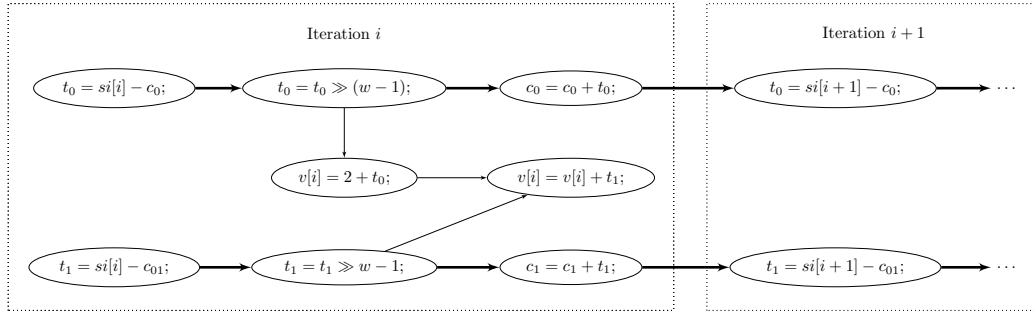 Iteration i
Iteration i + 1
t₀ = si[i] − c₀;
t₀ = t₀ ≫ (w − 1);
c₀ = c₀ + t₀;
t₀ = si[i + 1] − c₀;
···
v[i] = 2 + t₀;
v[i] = v[i] + t₁;
t₁ = si[i] − c₀₁;
t₁ = t₁ ≫ w − 1;
c₁ = c₁ + t₁;
t₁ = si[i + 1] − c₀₁;
···